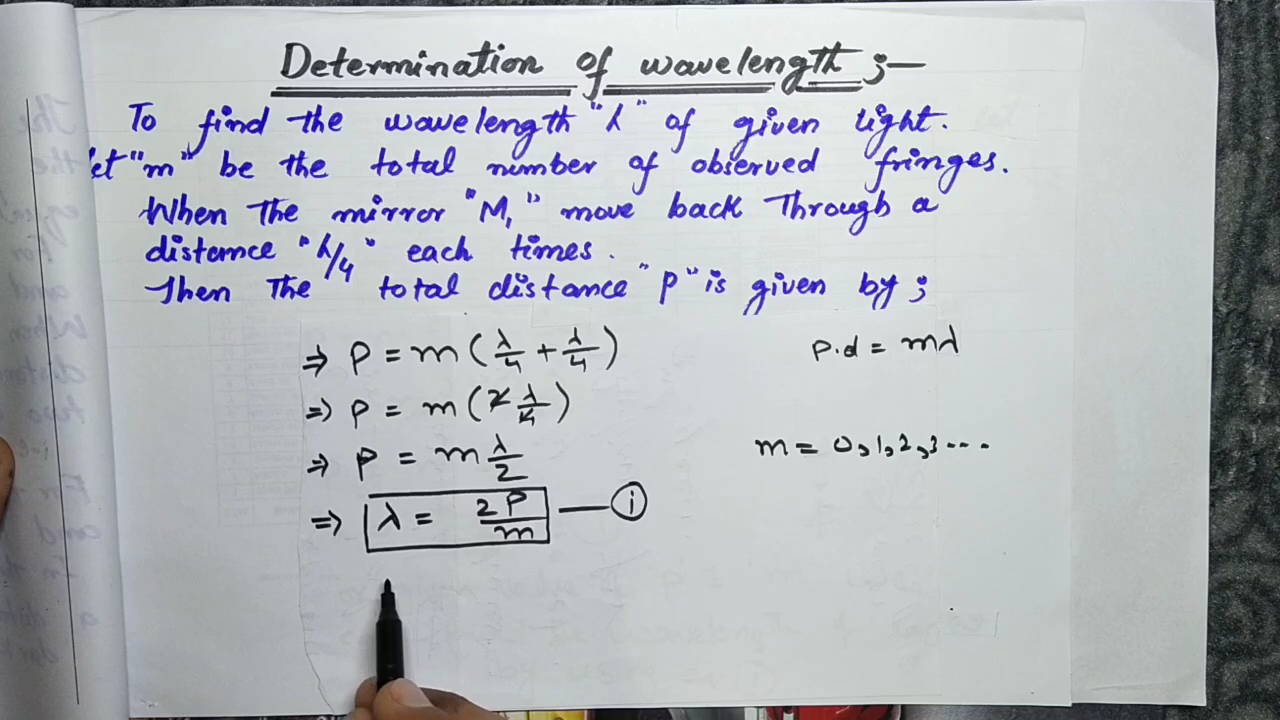 Determination of wavelength ;—
To find the wavelength "λ" of given light.
let "m" be the total number of observed fringes.
When the mirror "M₁" move back through a
distance "λ/4" each times.
Then the total distance "P" is given by ;
⇒ P = m(λ/4 + λ/4)
p.d = mλ
⇒ P = m(2 λ/4)
m = 0,1,2,3 ---
⇒ P = m λ/2
⇒ λ = 2P/m — (i)